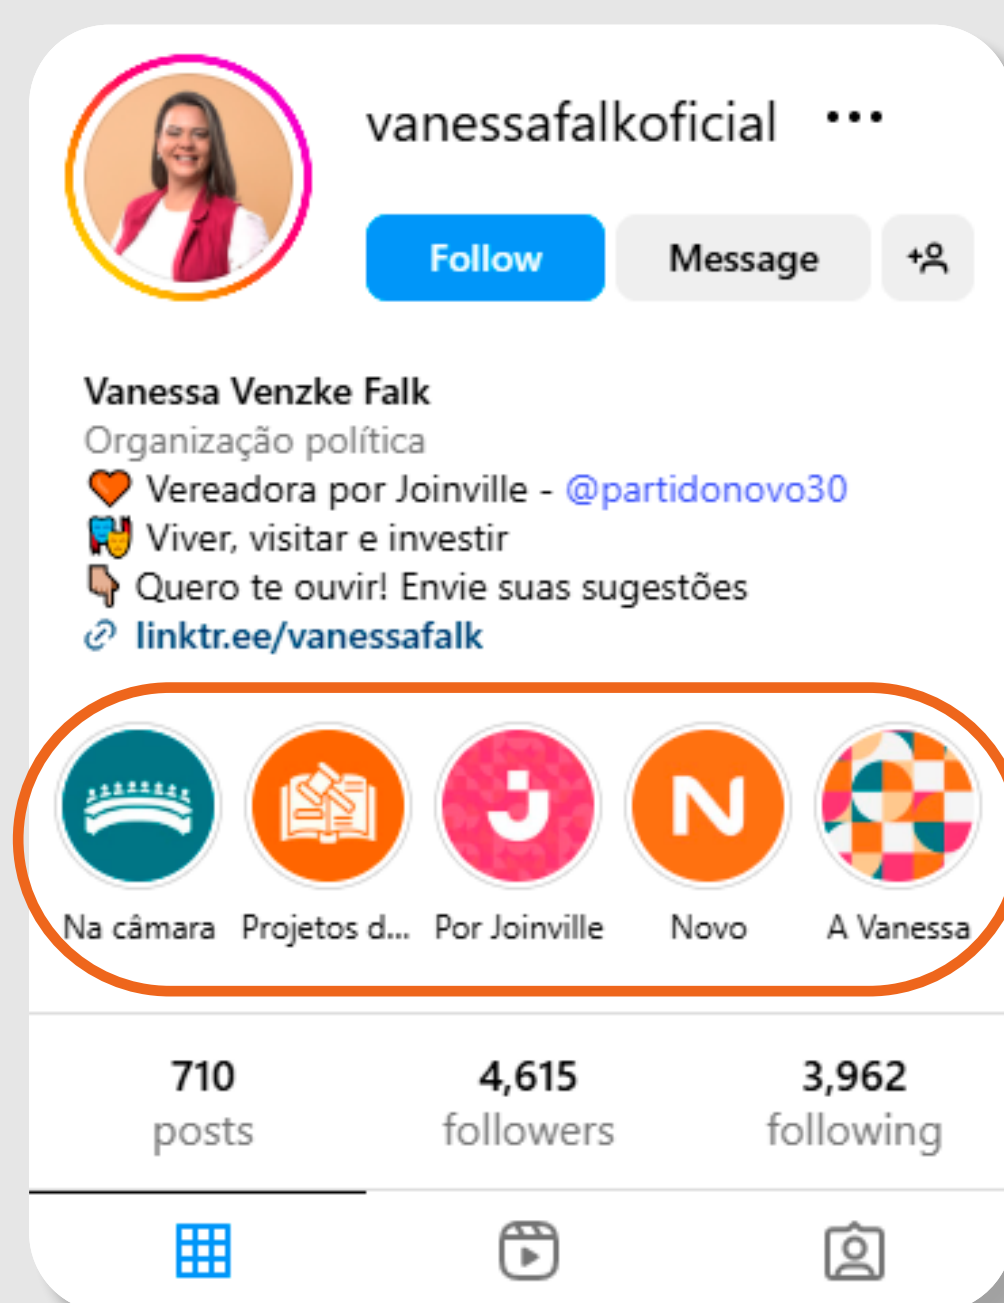 vanessafalkoficial •••
Follow Message
Vanessa Venzke Falk
Organização política
🧡 Vereadora por Joinville - @partidonovo30
🎭 Viver, visitar e investir
👇🏽 Quero te ouvir! Envie suas sugestões
linktr.ee/vanessafalk
J N
Na câmara Projetos d... Por Joinville Novo A Vanessa
710 4,615 3,962
posts followers following